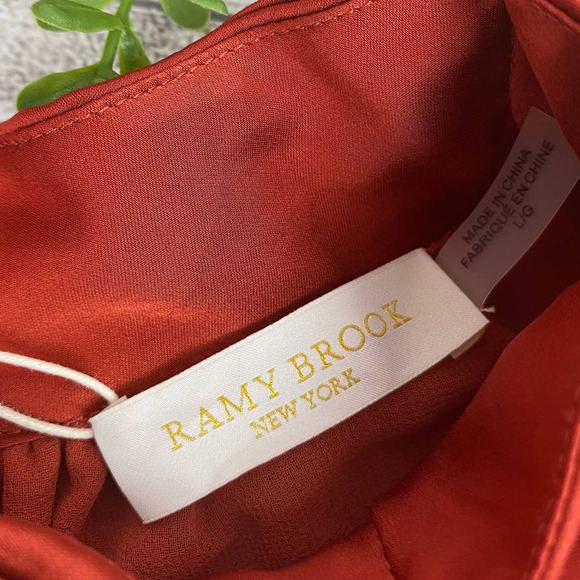 RAMY BROOK
NEW YORK
MADE IN CHINA
FABRIQUÉ EN CHINE
L/G